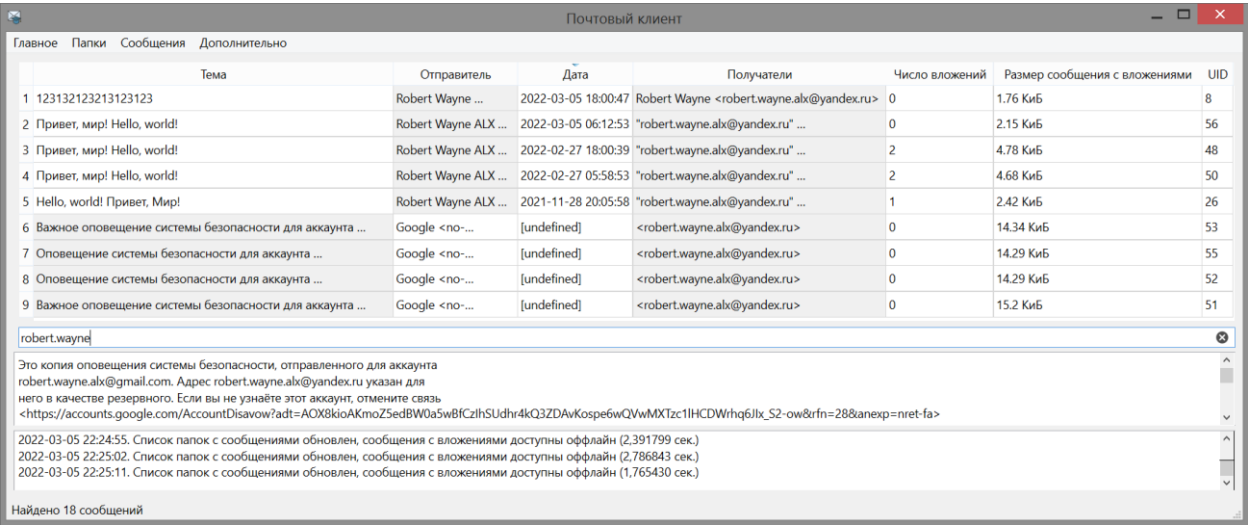 Почтовый клиент
Главное Папки Сообщения Дополнительно
Тема Отправитель Дата Получатели Число вложений Размер сообщения с вложениями UID
1 123132123213123123 Robert Wayne ... 2022-03-05 18:00:47 Robert Wayne <robert.wayne.alx@yandex.ru> 0 1.76 КиБ 8
2 Привет, мир! Hello, world! Robert Wayne ALX ... 2022-03-05 06:12:53 "robert.wayne.alx@yandex.ru" ... 0 2.15 КиБ 56
3 Привет, мир! Hello, world! Robert Wayne ALX ... 2022-02-27 18:00:39 "robert.wayne.alx@yandex.ru" ... 2 4.78 КиБ 48
4 Привет, мир! Hello, world! Robert Wayne ALX ... 2022-02-27 05:58:53 "robert.wayne.alx@yandex.ru" ... 2 4.68 КиБ 50
5 Hello, world! Привет, Мир! Robert Wayne ALX ... 2021-11-28 20:05:58 "robert.wayne.alx@yandex.ru" ... 1 2.42 КиБ 26
6 Важное оповещение системы безопасности для аккаунта ... Google <no-... [undefined] <robert.wayne.alx@yandex.ru> 0 14.34 КиБ 53
7 Оповещение системы безопасности для аккаунта ... Google <no-... [undefined] <robert.wayne.alx@yandex.ru> 0 14.29 КиБ 55
8 Оповещение системы безопасности для аккаунта ... Google <no-... [undefined] <robert.wayne.alx@yandex.ru> 0 14.29 КиБ 52
9 Важное оповещение системы безопасности для аккаунта ... Google <no-... [undefined] <robert.wayne.alx@yandex.ru> 0 15.2 КиБ 51
robert.wayne
Это копия оповещения системы безопасности, отправленного для аккаунта
robert.wayne.alx@gmail.com. Адрес robert.wayne.alx@yandex.ru указан для
него в качестве резервного. Если вы не узнаёте этот аккаунт, отмените связь
<https://accounts.google.com/AccountDisavow?adt=AOX8kioAKmoZ5edBW0a5wBfCzIhSUdhr4kQ3ZDAvKospe6wQVwMXTzc1lHCDWrhq6JIx_S2-ow&rfn=28&anexp=nret-fa>
2022-03-05 22:24:55. Список папок с сообщениями обновлен, сообщения с вложениями доступны оффлайн (2,391799 сек.)
2022-03-05 22:25:02. Список папок с сообщениями обновлен, сообщения с вложениями доступны оффлайн (2,786843 сек.)
2022-03-05 22:25:11. Список папок с сообщениями обновлен, сообщения с вложениями доступны оффлайн (1,765430 сек.)
Найдено 18 сообщений